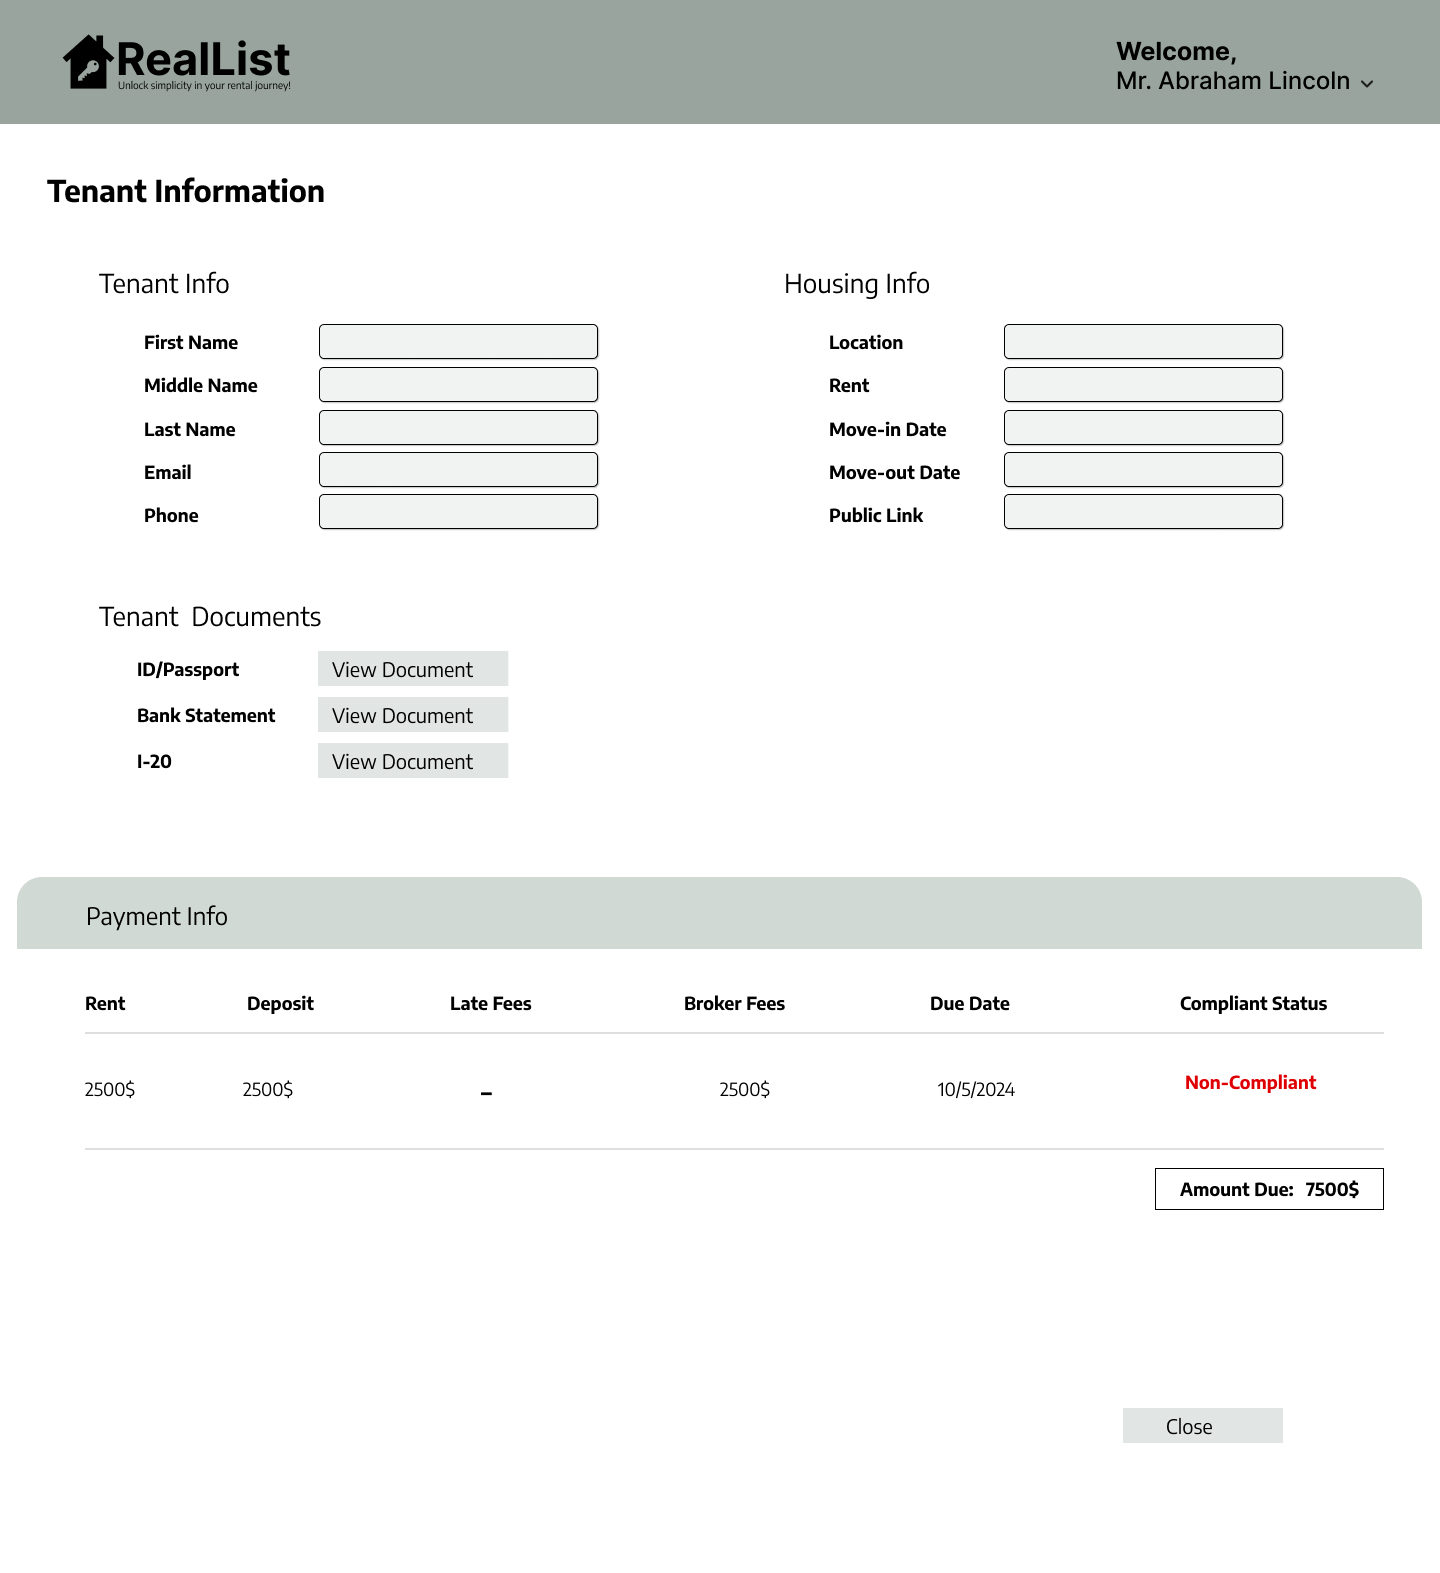 RealList
Unlock simplicity in your rental journey!
Welcome,
Mr. Abraham Lincoln
Tenant Information
Tenant Info
First Name
Middle Name
Last Name
Email
Phone
Housing Info
Location
Rent
Move-in Date
Move-out Date
Public Link
Tenant  Documents
ID/Passport View Document
Bank Statement View Document
I-20 View Document
Payment Info
Rent Deposit Late Fees Broker Fees Due Date Compliant Status
2500$ 2500$ – 2500$ 10/5/2024 Non-Compliant
Amount Due: 7500$
Close